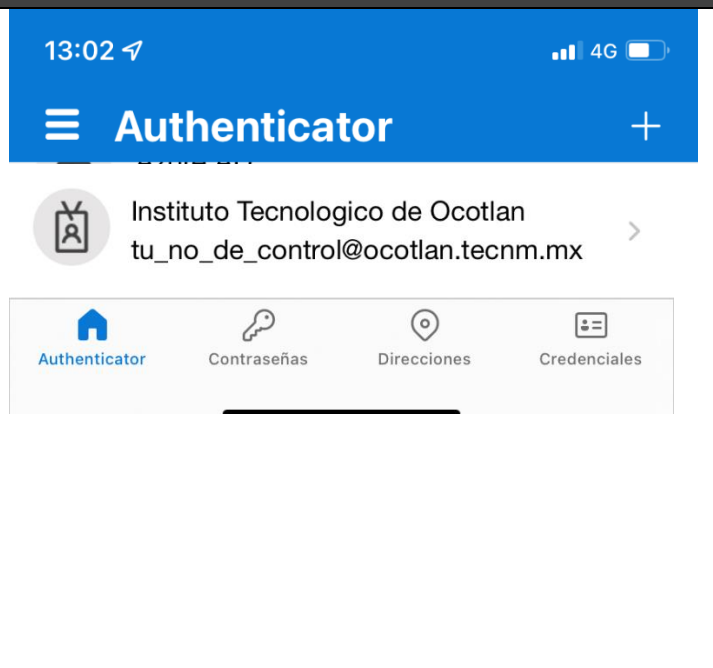 13:02
4G
Authenticator
Instituto Tecnologico de Ocotlan
tu_no_de_control@ocotlan.tecnm.mx
Authenticator
Contraseñas
Direcciones
Credenciales